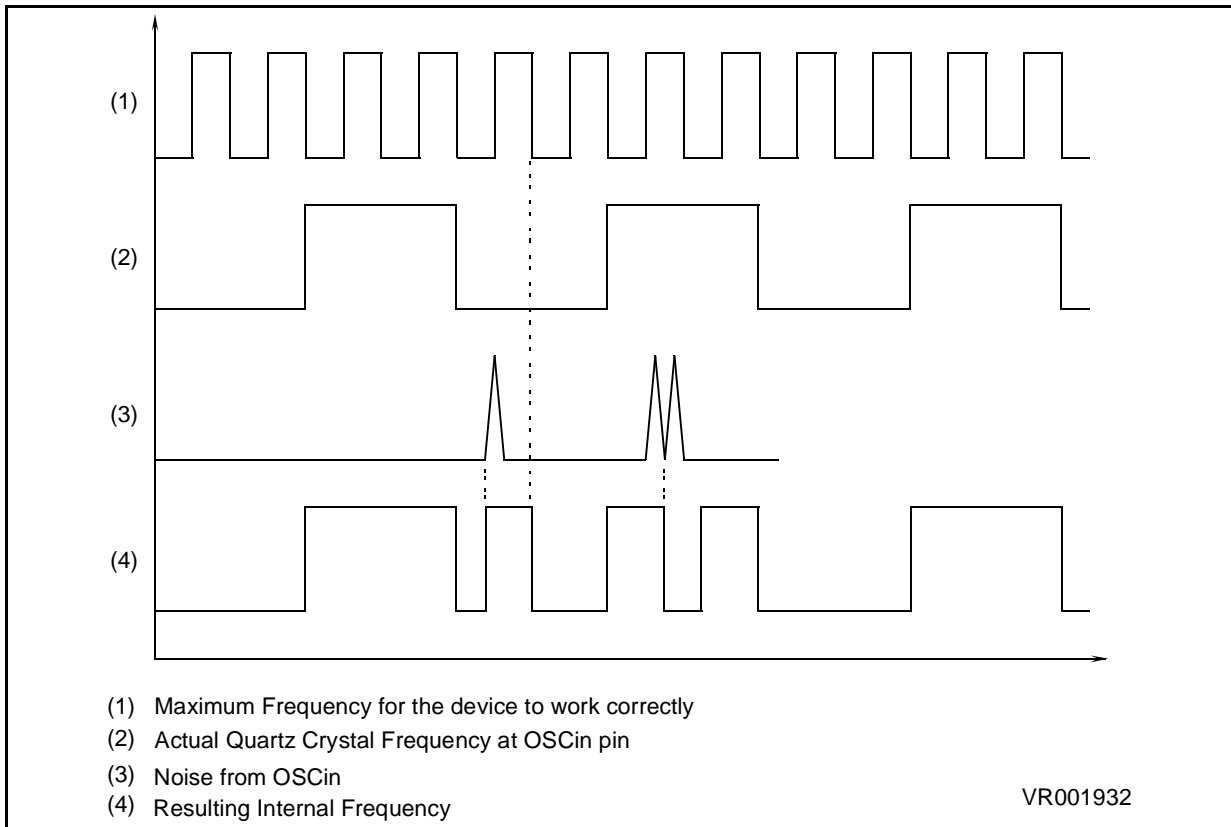 (1)
(2)
(3)
(4)
(1) Maximum Frequency for the device to work correctly
(2) Actual Quartz Crystal Frequency at OSCin pin
(3) Noise from OSCin
(4) Resulting Internal Frequency
VR001932